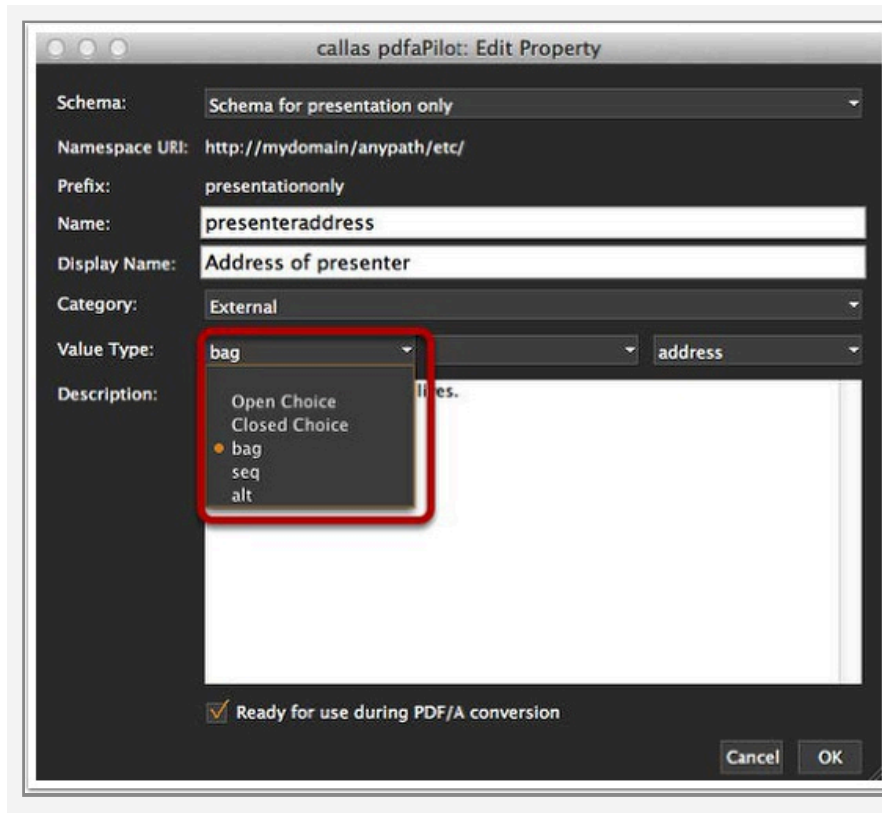 callas pdfaPilot: Edit Property
Schema: Schema for presentation only
Namespace URI: http://mydomain/anypath/etc/
Prefix: presentationonly
Name: presenteraddress
Display Name: Address of presenter
Category: External
Value Type: bag address
Description: lives.
Open Choice
Closed Choice
bag
seq
alt
Ready for use during PDF/A conversion
Cancel OK